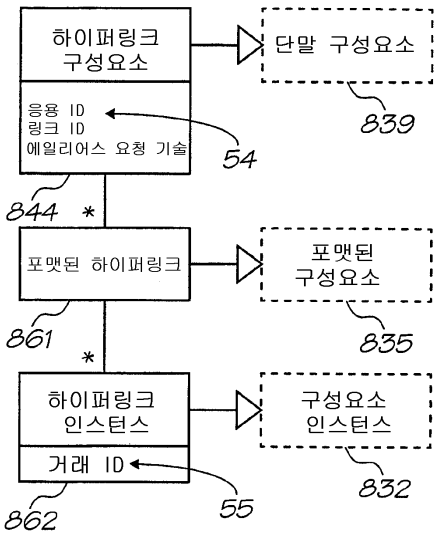 하이퍼링크
구성요소
단말 구성요소
839
응용 ID
링크 ID
에일리어스 요청 기술
54
844
*
포맷된 하이퍼링크
포맷된
구성요소
861
835
*
하이퍼링크
인스턴스
구성요소
인스턴스
거래 ID
832
862
55